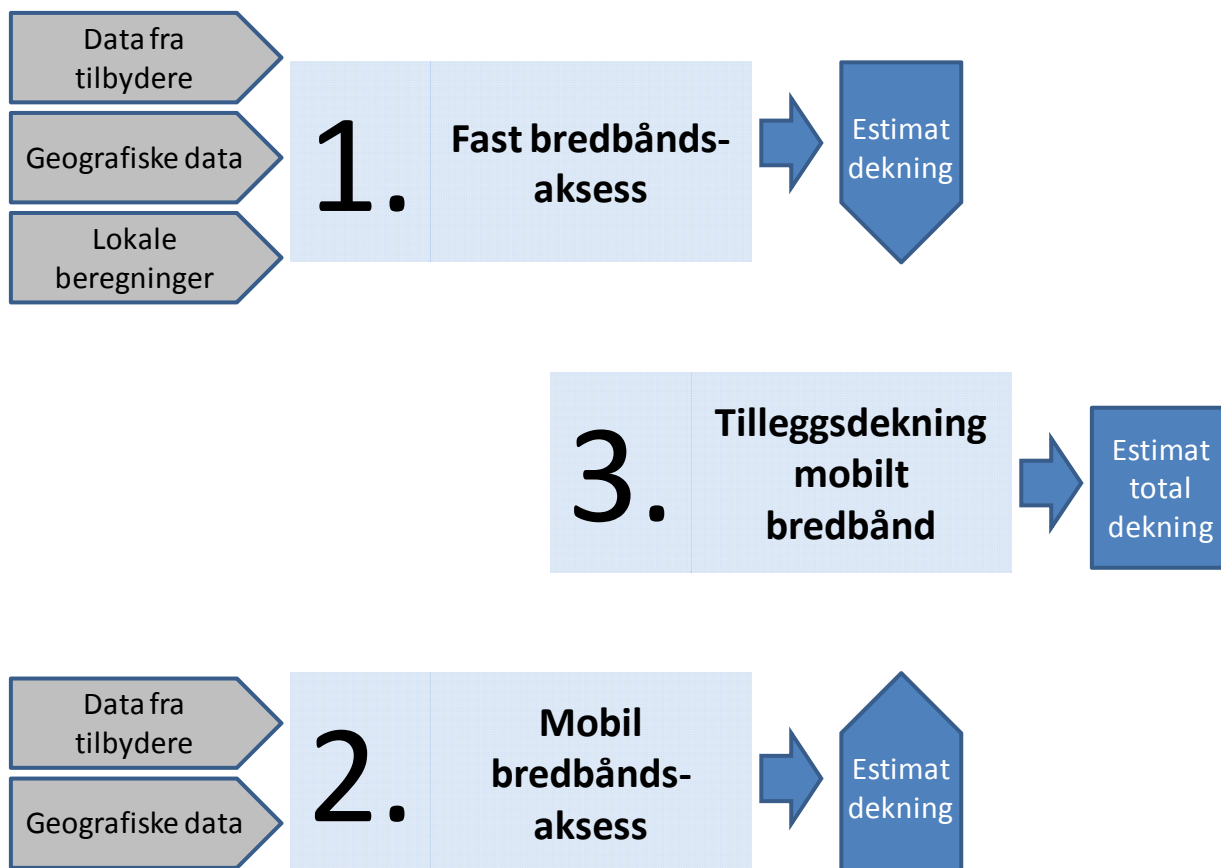 Data fra
tilbydere
Geografiske data
Lokale
beregninger
1.
Fast bredbånds-
aksess
Estimat
dekning
3.
Tilleggsdekning
mobilt
bredbånd
Estimat
total
dekning
Data fra
tilbydere
Geografiske data
2.
Mobil
bredbånds-
aksess
Estimat
dekning